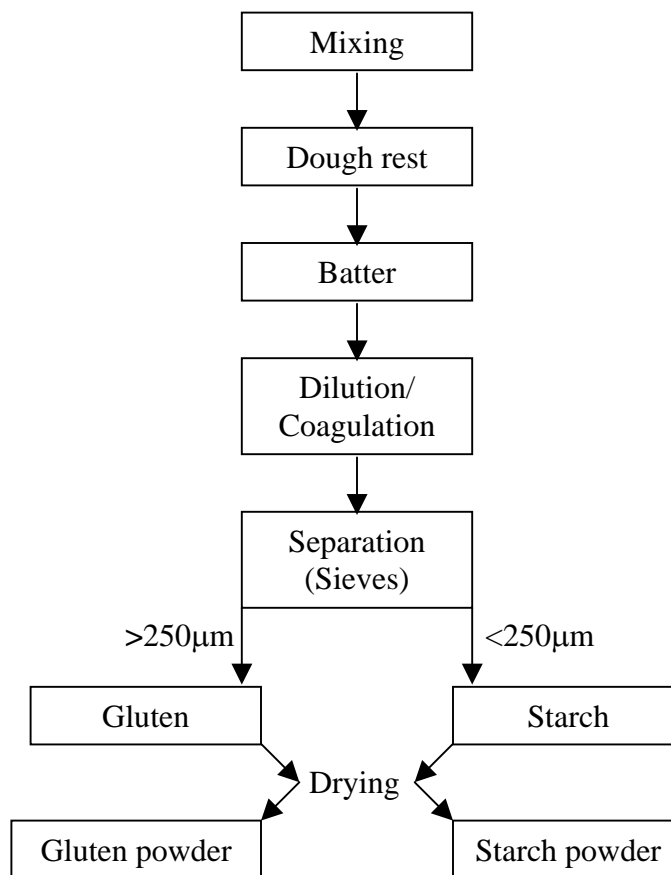 Mixing
Dough rest
Batter
Dilution/
Coagulation
Separation
(Sieves)
>250μm
<250μm
Gluten
Starch
Drying
Gluten powder
Starch powder